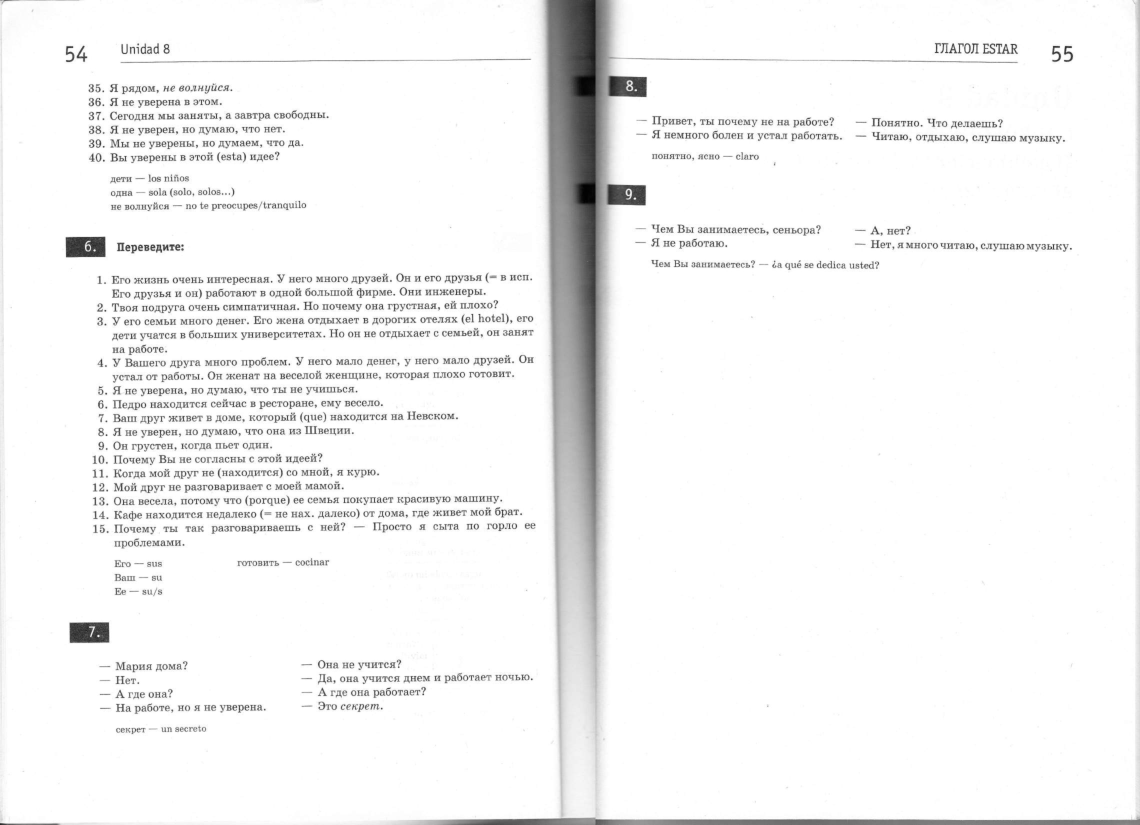 54
Unidad 8
35. Я рядом, не волнуйся.
36. Я не уверена в этом.
37. Сегодня мы заняты, а завтра свободны.
38. Я не уверен, но думаю, что нет.
39. Мы не уверены, но думаем, что да.
40. Вы уверены в этой (esta) идее?
дети — los niños
одна — sola (solo, solos...)
не волнуйся — no te preocupes/tranquilo
6. Переведите:
1. Его жизнь очень интересная. У него много друзей. Он и его друзья (= в исп.
Его друзья и он) работают в одной большой фирме. Они инженеры.
2. Твоя подруга очень симпатичная. Но почему она грустная, ей плохо?
3. У его семьи много денег. Его жена отдыхает в дорогих отелях (el hotel), его
дети учатся в больших университетах. Но он не отдыхает с семьей, он занят
на работе.
4. У Вашего друга много проблем. У него мало денег, у него мало друзей. Он
устал от работы. Он женат на веселой женщине, которая плохо готовит.
5. Я не уверена, но думаю, что ты не учишься.
6. Педро находится сейчас в ресторане, ему весело.
7. Ваш друг живет в доме, который (que) находится на Невском.
8. Я не уверен, но думаю, что она из Швеции.
9. Он грустен, когда пьет один.
10. Почему Вы не согласны с этой идеей?
11. Когда мой друг не (находится) со мной, я курю.
12. Мой друг не разговаривает с моей мамой.
13. Она весела, потому что (porque) ее семья покупает красивую машину.
14. Кафе находится недалеко (= не нах. далеко) от дома, где живет мой брат.
15. Почему ты так разговариваешь с ней? — Просто я сыта по горло ее
проблемами.
Его — sus
Ваш — su
Ее — su/s
готовить — cocinar
7.
— Мария дома?
— Нет.
— А где она?
— На работе, но я не уверена.
— Она не учится?
— Да, она учится днем и работает ночью.
— А где она работает?
— Это секрет.
секрет — un secreto
ГЛАГОЛ ESTAR
55
8.
— Привет, ты почему не на работе?
— Я немного болен и устал работать.
— Понятно. Что делаешь?
— Читаю, отдыхаю, слушаю музыку.
понятно, ясно — claro
9.
— Чем Вы занимаетесь, сеньора?
— Я не работаю.
— А, нет?
— Нет, я много читаю, слушаю музыку.
Чем Вы занимаетесь? — ¿a qué se dedica usted?